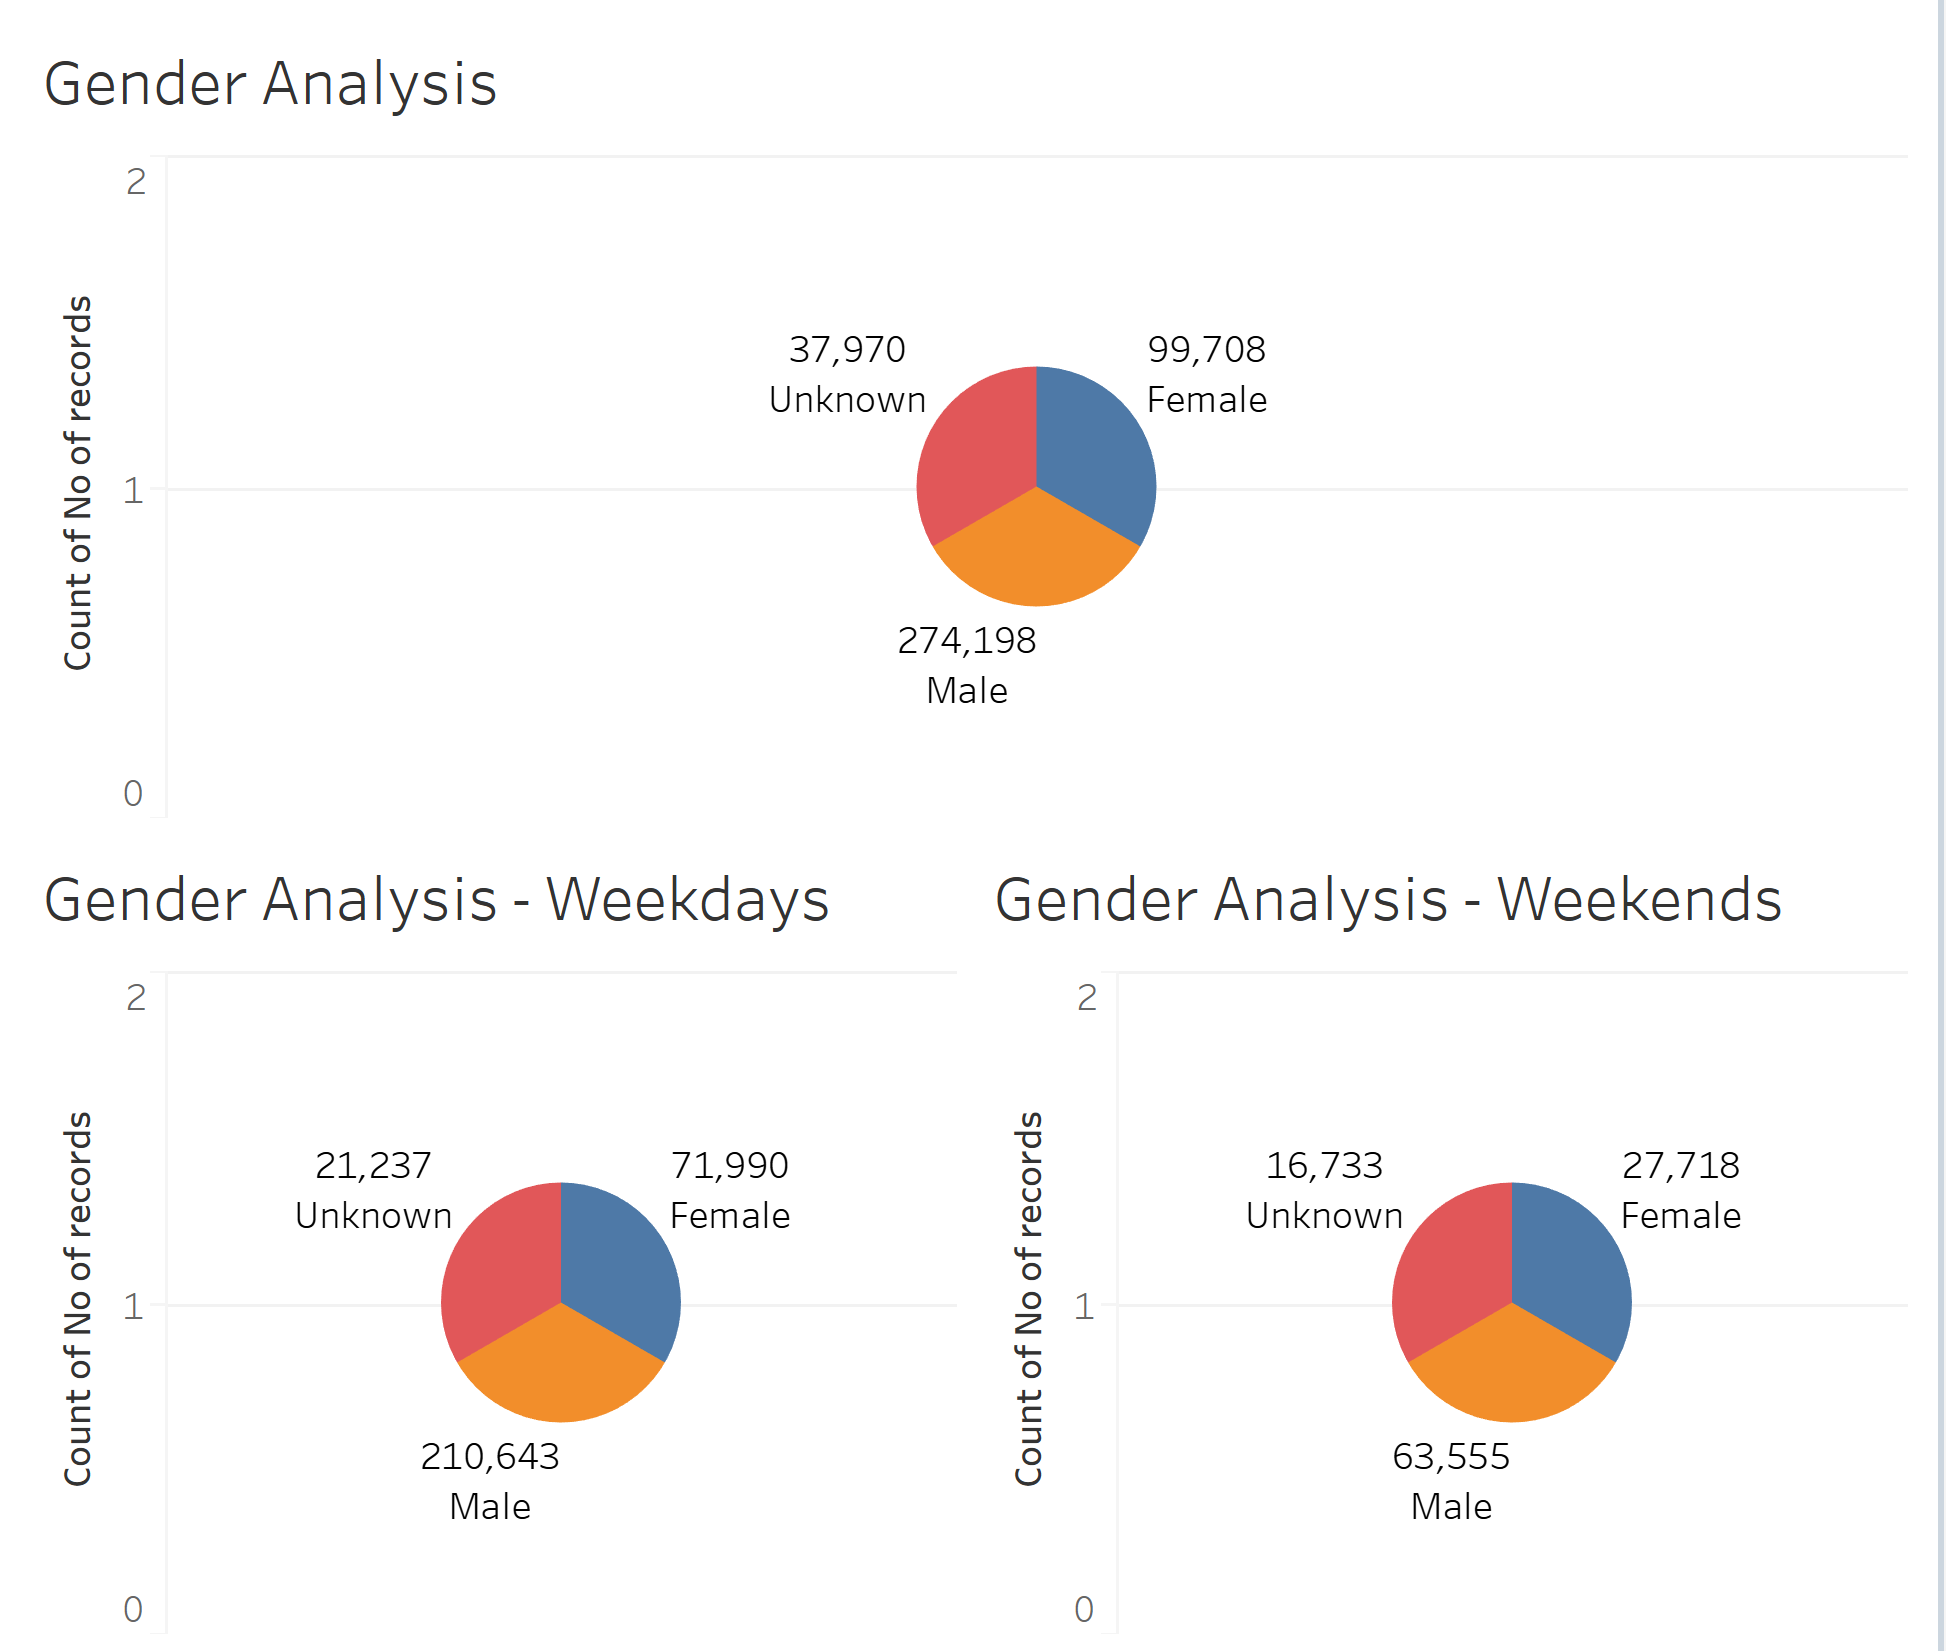 Gender Analysis
2
1
0
Count of No of records
37,970
Unknown
99,708
Female
274,198
Male
Gender Analysis - Weekdays
2
1
0
Count of No of records
21,237
Unknown
71,990
Female
210,643
Male
Gender Analysis - Weekends
2
1
0
Count of No of records
16,733
Unknown
27,718
Female
63,555
Male